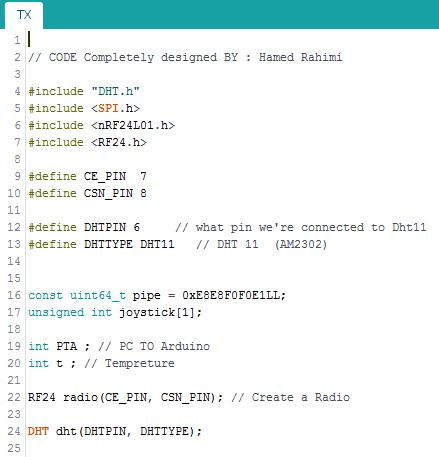 TX
1
2 // CODE Completely designed BY : Hamed Rahimi
3
4 #include "DHT.h"
5 #include <SPI.h>
6 #include <nRF24L01.h>
7 #include <RF24.h>
8
9 #define CE_PIN  7
10 #define CSN_PIN 8
11
12 #define DHTPIN 6     // what pin we're connected to Dht11
13 #define DHTTYPE DHT11   // DHT 11  (AM2302)
14
15
16 const uint64_t pipe = 0xE8E8F0F0E1LL;
17 unsigned int joystick[1];
18
19 int PTA ; // PC TO Arduino
20 int t ; // Tempreture
21
22 RF24 radio(CE_PIN, CSN_PIN); // Create a Radio
23
24 DHT dht(DHTPIN, DHTTYPE);
25